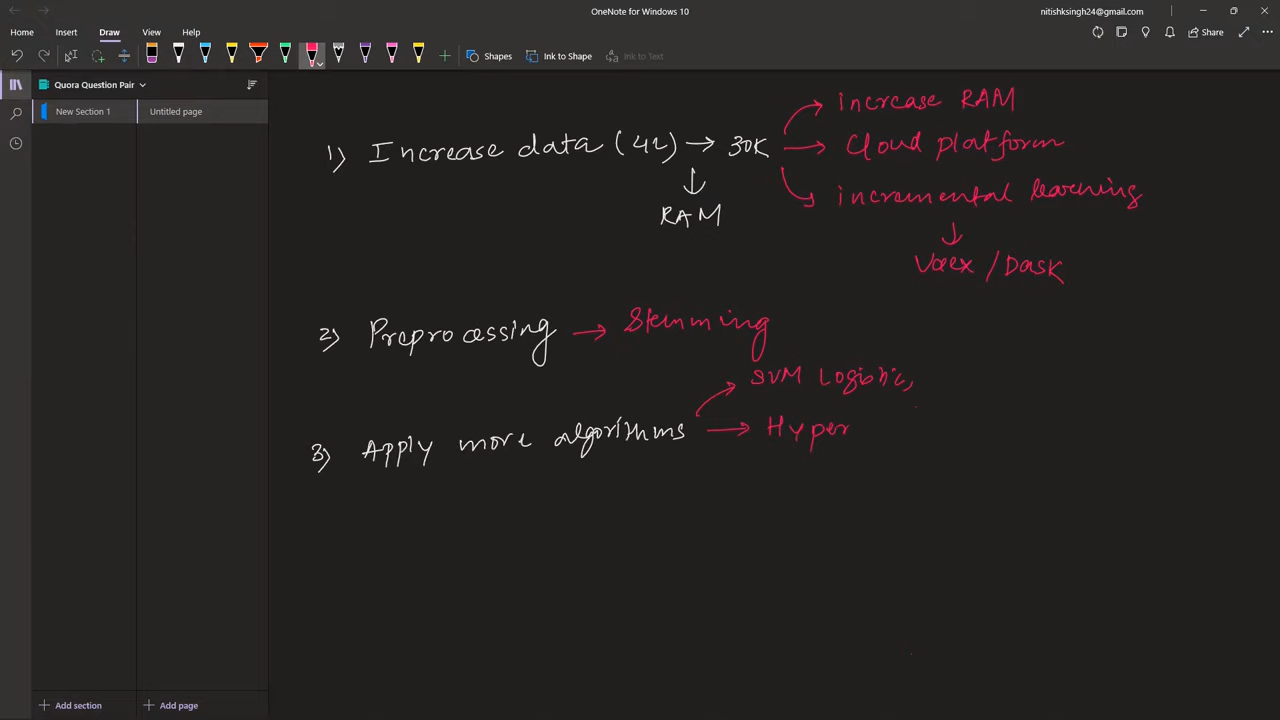 OneNote for Windows 10
nitishksingh24@gmail.com
Home Insert Draw View Help
Shapes Ink to Shape Ink to Text Share
Quora Question Pair
New Section 1 Untitled page
1) Increase data (4L) → 30K
RAM
increase RAM
Cloud platform
incremental learning
Vaex / Dask
2) Preprocessing → Stemming
3) Apply more algorithms
SVM Logistic,
Hyper
Add section Add page